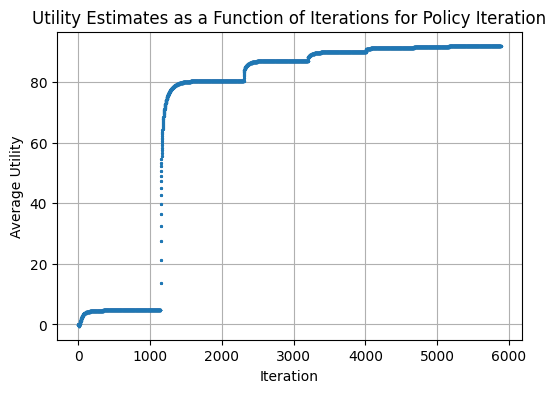 Utility Estimates as a Function of Iterations for Policy Iteration
Average Utility
80
60
40
20
0
0 1000 2000 3000 4000 5000 6000
Iteration